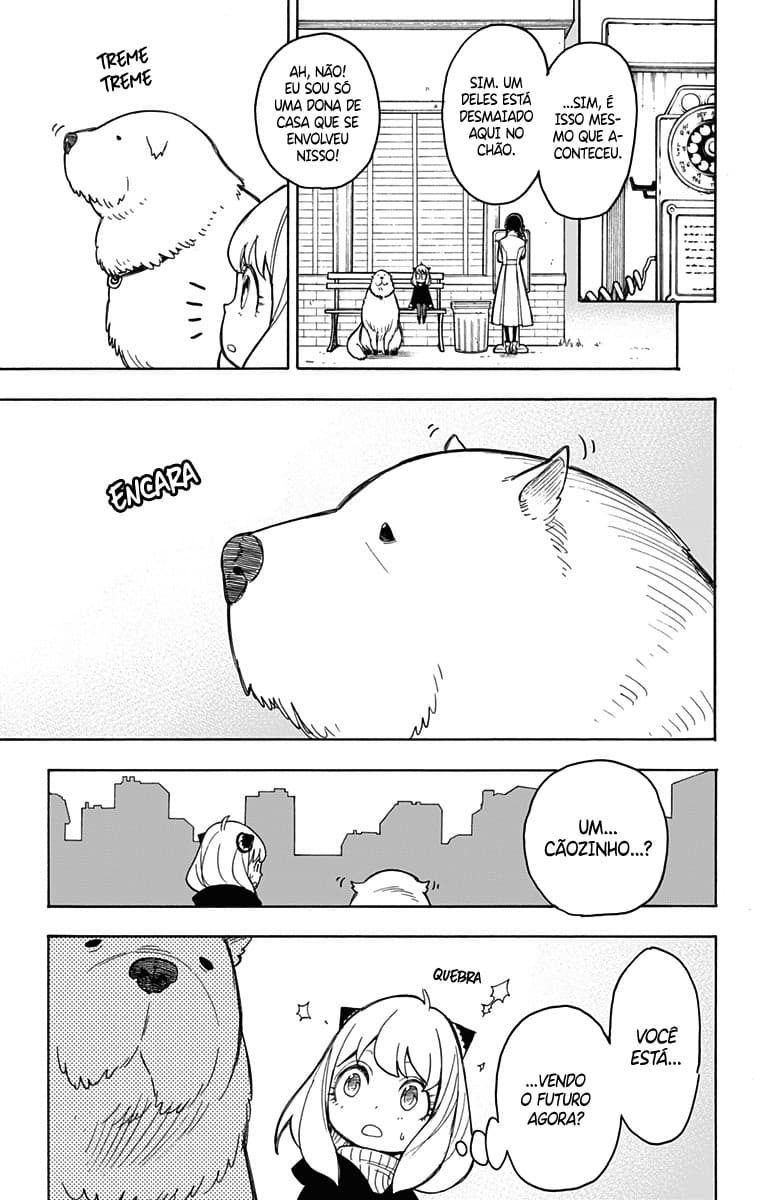 ...SIM, É
ISSO MES-
MO QUE A-
CONTECEU.
SIM. UM
DELES ESTÁ
DESMAIADO
AQUI NO
CHÃO.
AH, NÃO!
EU SOU SÓ
UMA DONA DE
CASA QUE SE
ENVOLVEU
NISSO!
TREME
TREME
ENCARA
UM...
CÃOZINHO...?
VOCÊ
ESTÁ...
...VENDO
O FUTURO
AGORA?
QUEBRA